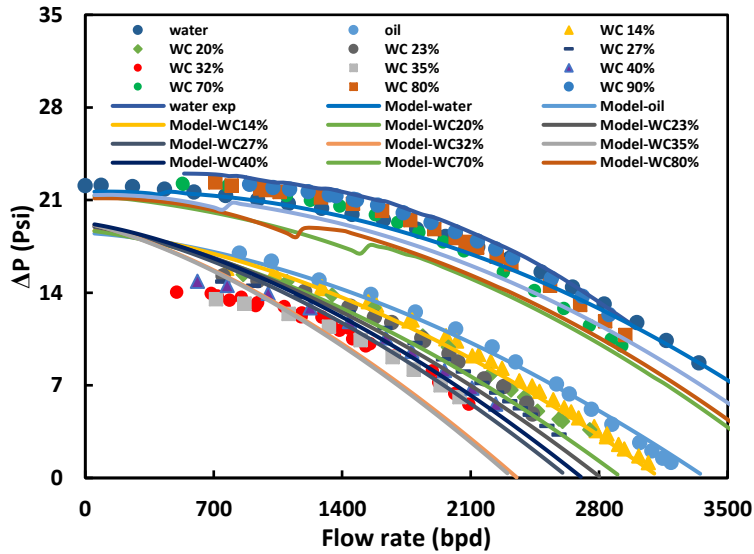 35
28
21
14
7
0
ΔP (Psi)
water oil WC 14%
WC 20% WC 23% WC 27%
WC 32% WC 35% WC 40%
WC 70% WC 80% WC 90%
water exp Model-water Model-oil
Model-WC14% Model-WC20% Model-WC23%
Model-WC27% Model-WC32% Model-WC35%
Model-WC40% Model-WC70% Model-WC80%
0 700 1400 2100 2800 3500
Flow rate (bpd)